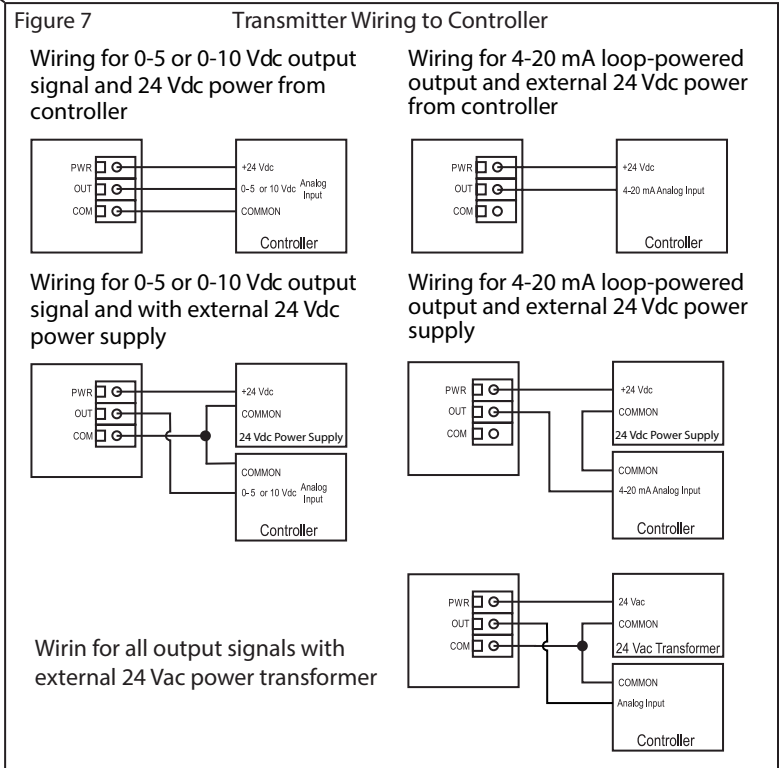 Figure 7
Transmitter Wiring to Controller
Wiring for 0-5 or 0-10 Vdc output
signal and 24 Vdc power from
controller
PWR
OUT
COM
+24 Vdc
0-5 or 10 Vdc Analog
Input
COMMON
Controller
Wiring for 4-20 mA loop-powered
output and external 24 Vdc power
from controller
PWR
OUT
COM
+24 Vdc
4-20 mA Analog Input
Controller
Wiring for 0-5 or 0-10 Vdc output
signal and with external 24 Vdc
power supply
PWR
OUT
COM
+24 Vdc
COMMON
24 Vdc Power Supply
COMMON
0-5 or 10 Vdc Analog
Input
Controller
Wiring for 4-20 mA loop-powered
output and external 24 Vdc power
supply
PWR
OUT
COM
+24 Vdc
COMMON
24 Vdc Power Supply
COMMON
4-20 mA Analog Input
Controller
Wirin for all output signals with
external 24 Vac power transformer
PWR
OUT
COM
24 Vac
COMMON
24 Vac Transformer
COMMON
Analog Input
Controller